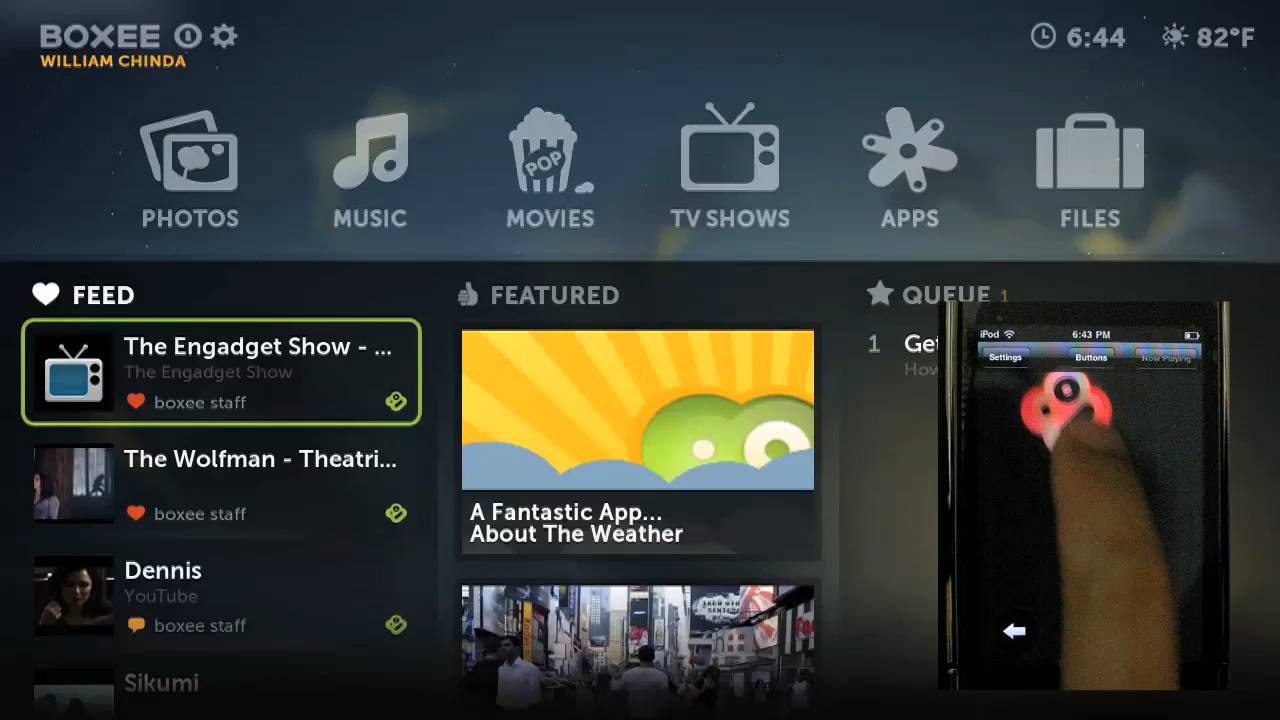 BOXEE
WILLIAM CHINDA
6:44
82°F
POP
PHOTOS
MUSIC
MOVIES
TV SHOWS
APPS
FILES
FEED
The Engadget Show - ...
The Engadget Show
boxee staff
The Wolfman - Theatri...
boxee staff
Dennis
YouTube
boxee staff
Sikumi
FEATURED
A Fantastic App...
About The Weather
QUEUE 1
1
Get
How
iPod
6:43 PM
Settings
Buttons
Now Playing